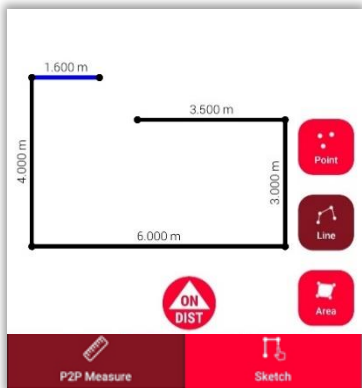 1.600 m
3.500 m
4.000 m
3.000 m
6.000 m
Point
Line
Area
ON
DIST
P2P Measure
Sketch